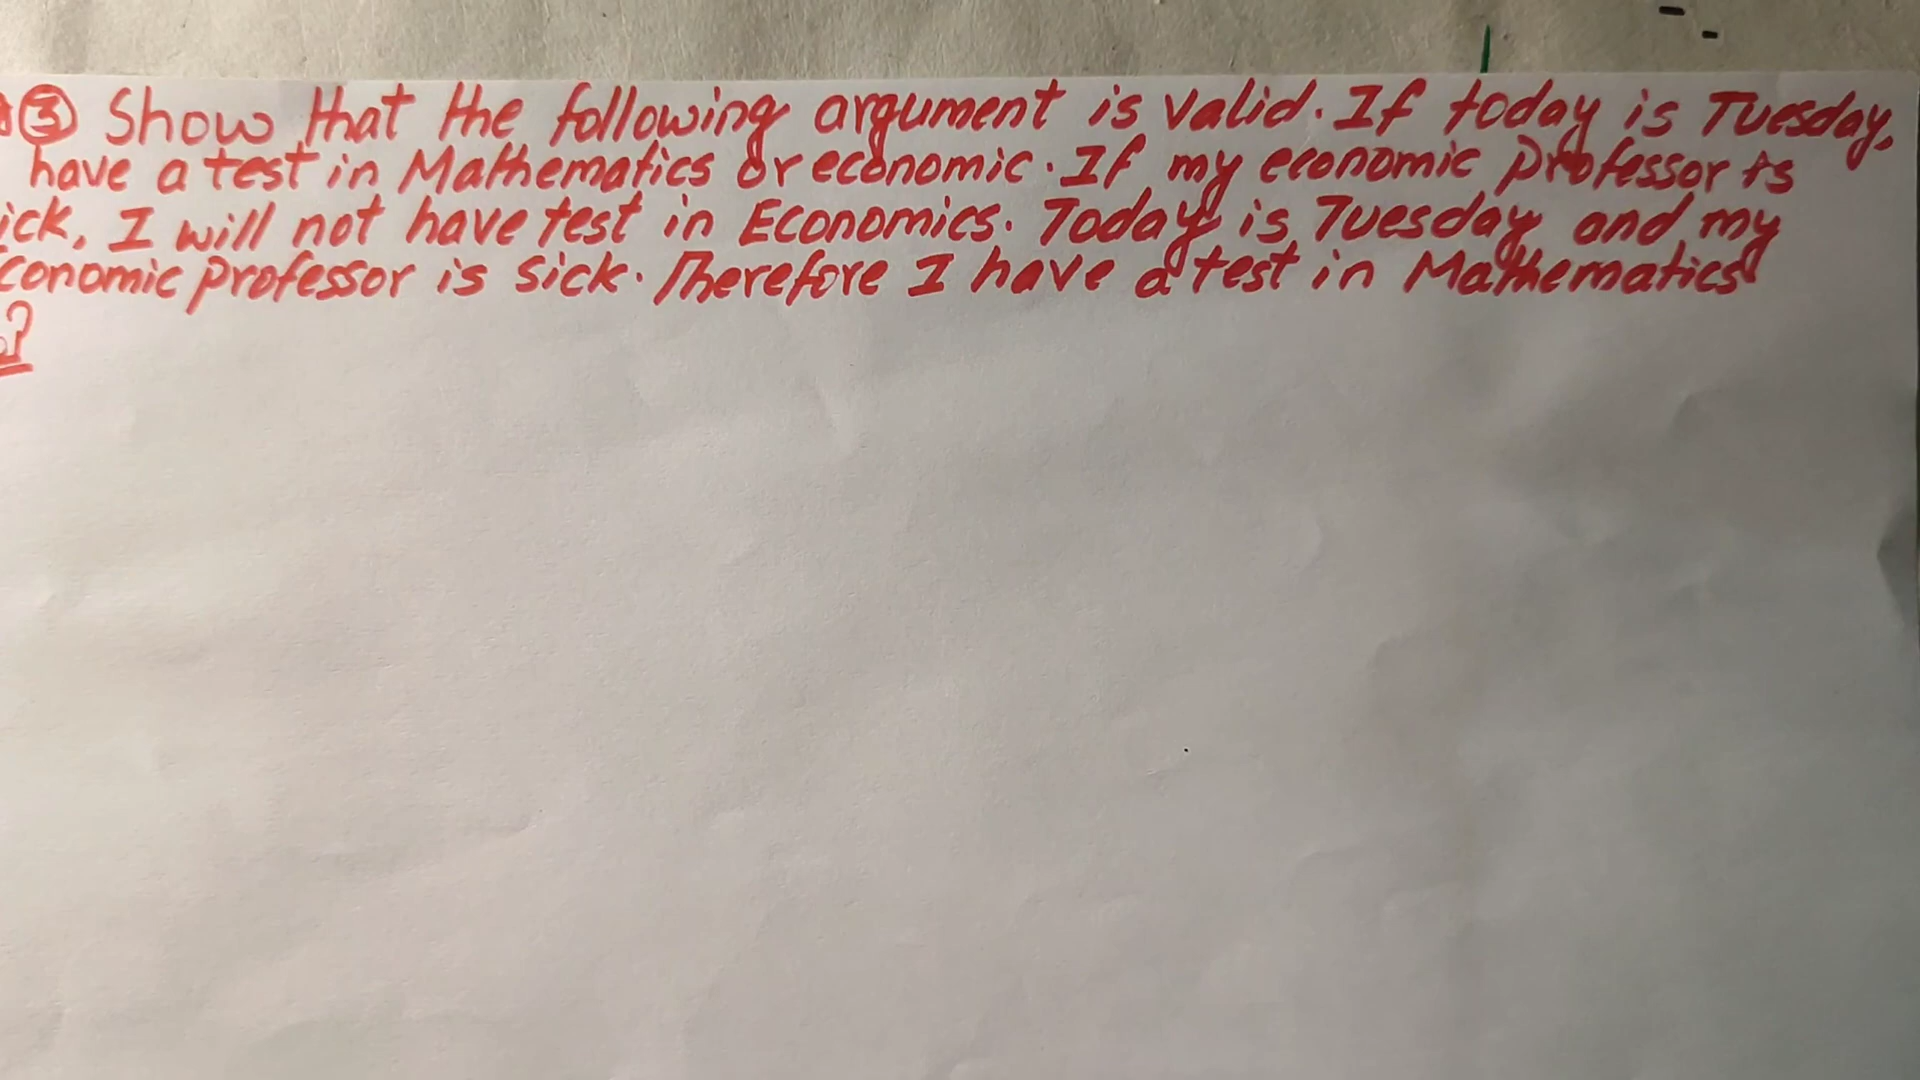 ③ Show that the following argument is valid. If today is Tuesday,
have a test in Mathematics or economic. If my economic professor is
ick, I will not have test in Economics. Today is Tuesday and my
conomic professor is sick. Therefore I have a test in Mathematics
?